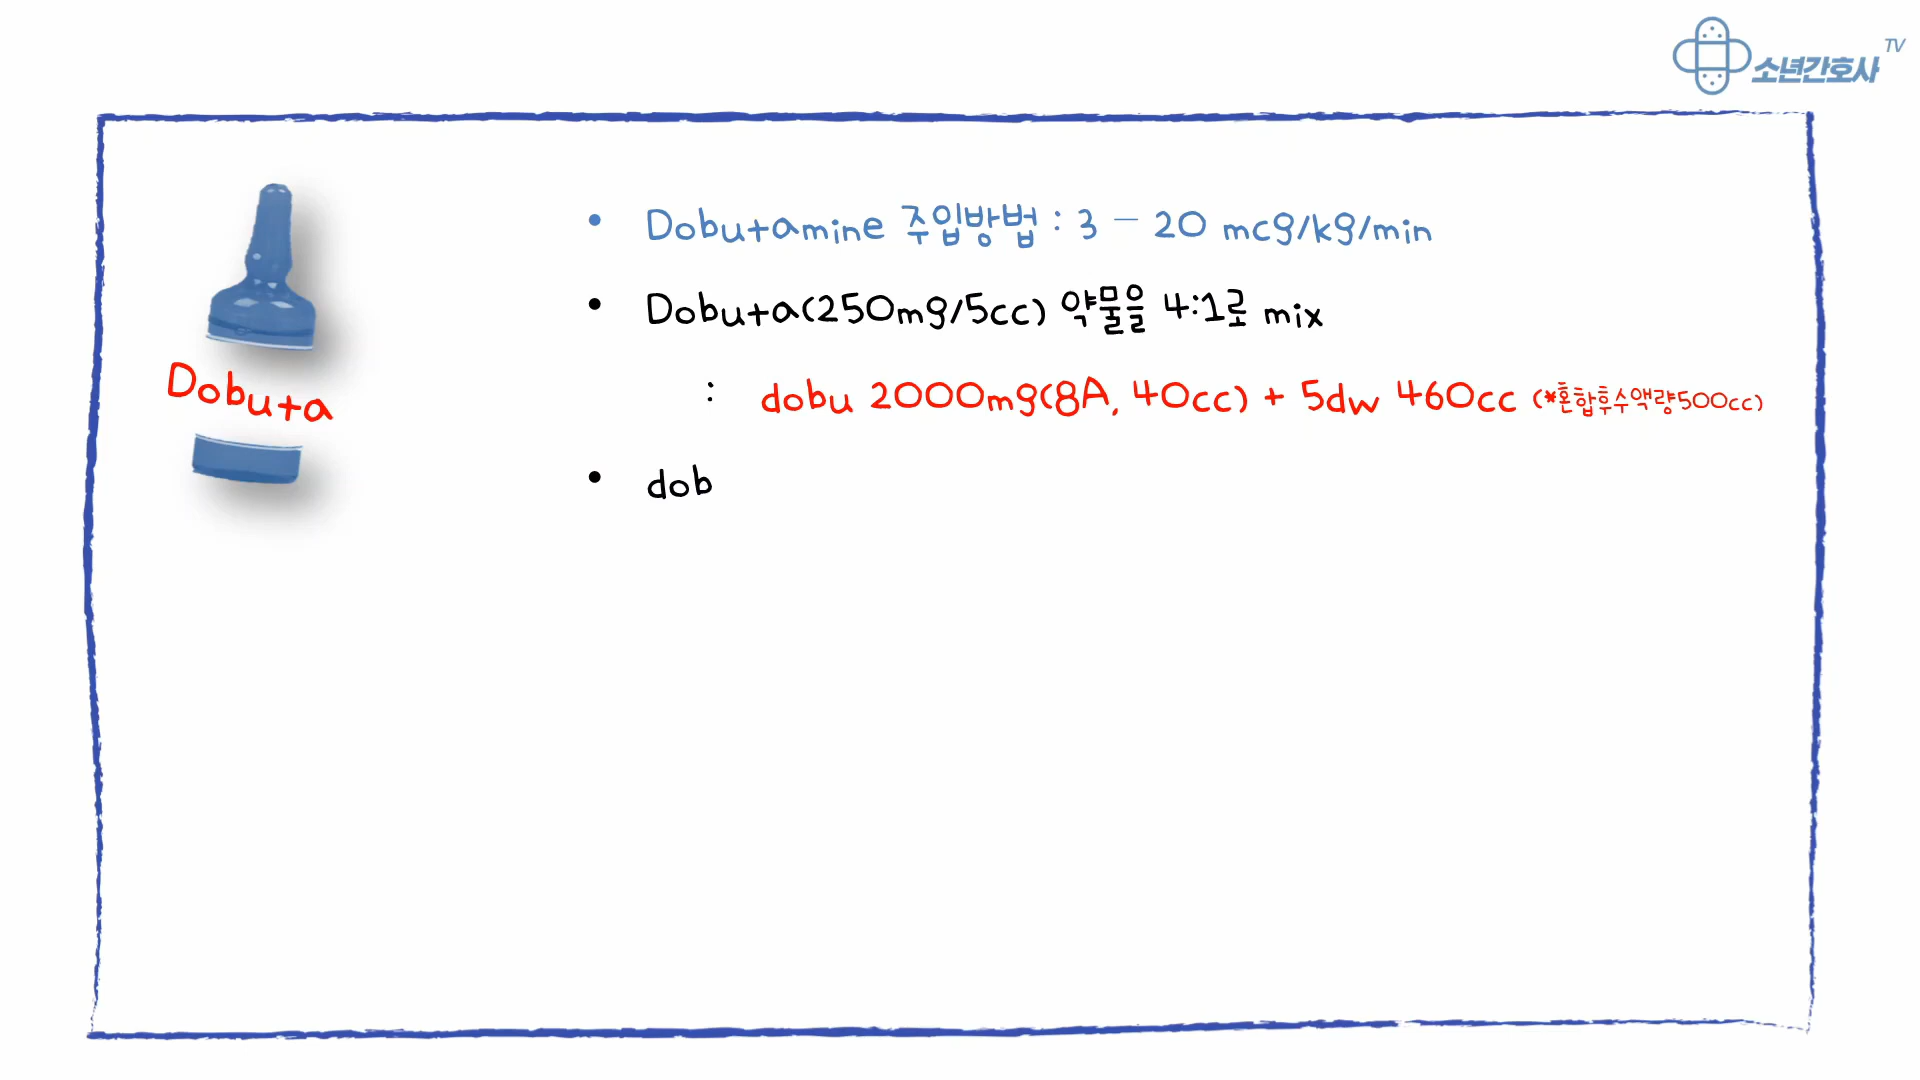 소년간호사 TV
• Dobutamine 주입방법 : 3 – 20 mcg/kg/min
• Dobuta(250mg/5cc) 약물을 4:1로 mix
: dobu 2000mg(8A, 40cc) + 5dw 460cc (*혼합후수액량500cc)
Dobuta
• dob